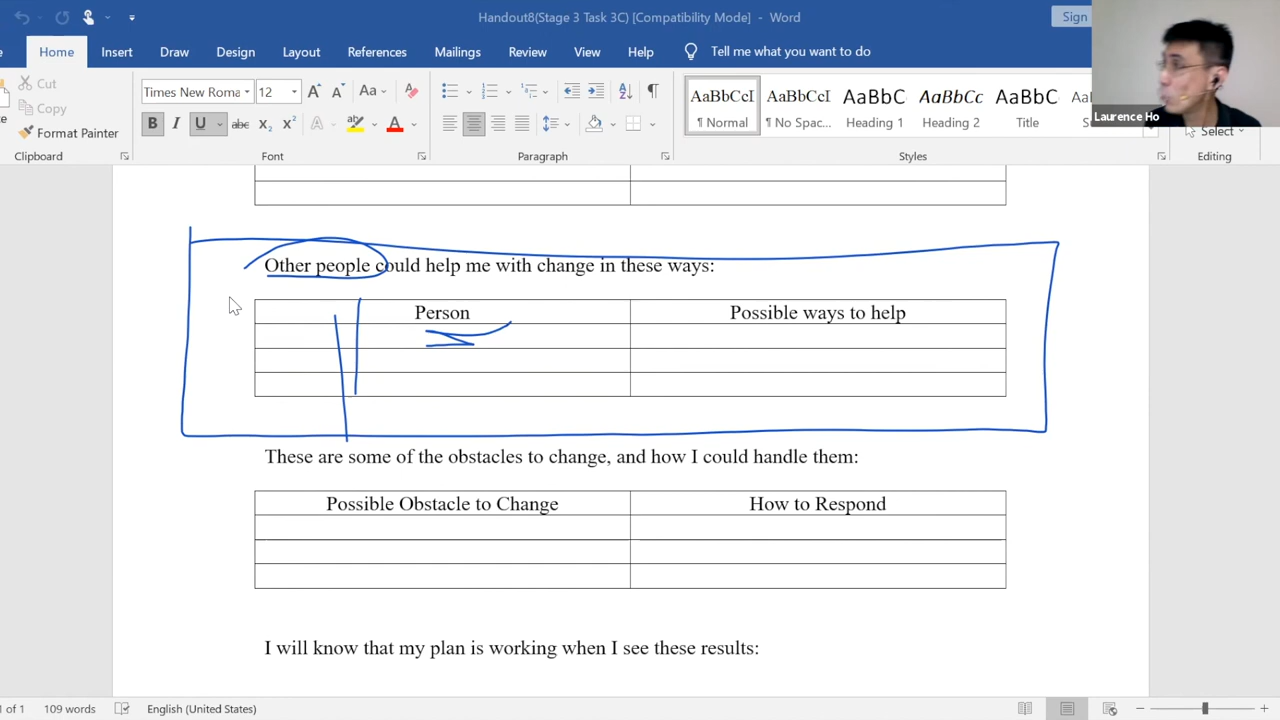 Handout8(Stage 3 Task 3C) [Compatibility Mode] - Word
Sign
Home Insert Draw Design Layout References Mailings Review View Help Tell me what you want to do
Cut
Copy
Format Painter
Clipboard
Times New Roma 12
Aa
B I U abc X₂ X² A A
Font
Paragraph
AaBbCcI AaBbCcI AaBbC AaBbCc AaBbC
¶ Normal ¶ No Spac... Heading 1 Heading 2 Title
Styles
Laurence Ho
Select
Editing
Other people could help me with change in these ways:
Person Possible ways to help
These are some of the obstacles to change, and how I could handle them:
Possible Obstacle to Change How to Respond
I will know that my plan is working when I see these results:
of 1 109 words English (United States)